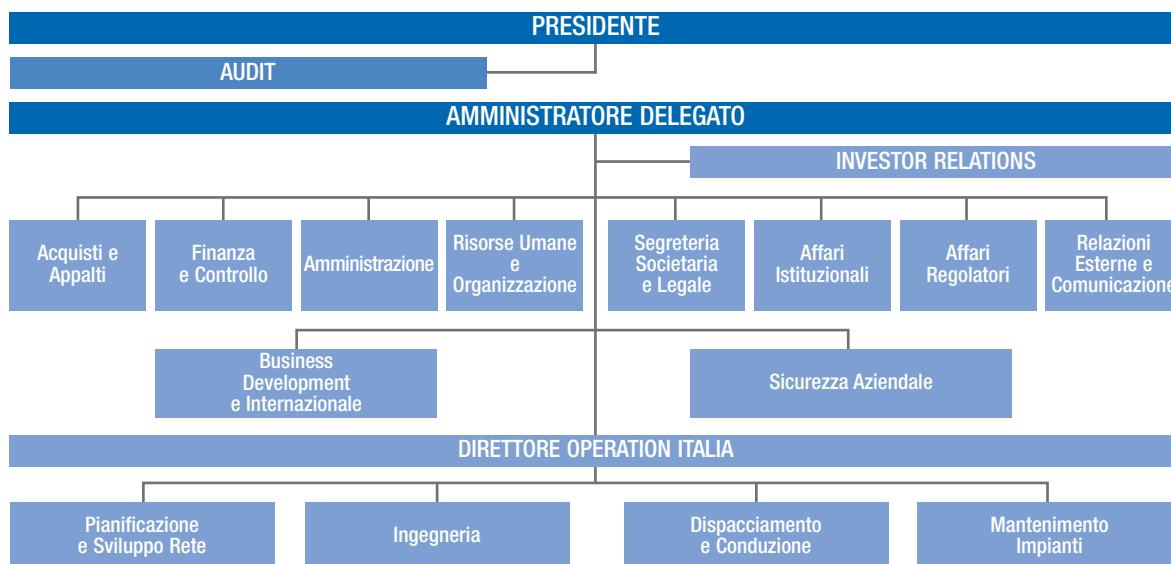 PRESIDENTE
AUDIT
AMMINISTRATORE DELEGATO
INVESTOR RELATIONS
Acquisti e
Appalti
Finanza
e Controllo
Amministrazione
Risorse Umane
e
Organizzazione
Segreteria
Societaria
e Legale
Affari
Istituzionali
Affari
Regolatori
Relazioni
Esterne e
Comunicazione
Business
Development
e Internazionale
Sicurezza Aziendale
DIRETTORE OPERATION ITALIA
Pianificazione
e Sviluppo Rete
Ingegneria
Dispacciamento
e Conduzione
Mantenimento
Impianti